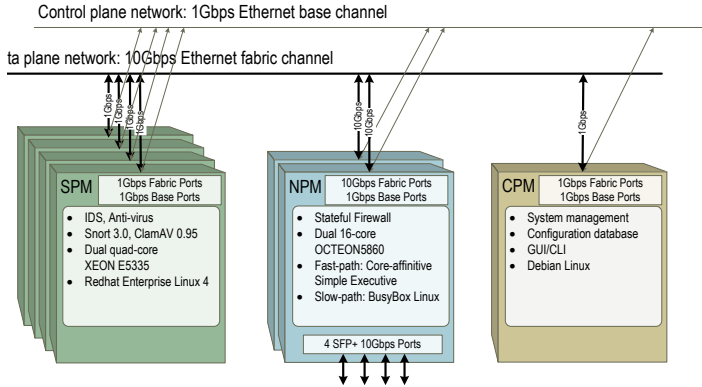 Control plane network: 1Gbps Ethernet base channel
ta plane network: 10Gbps Ethernet fabric channel
1Gbps
1Gbps
1Gbps
1Gbps
10Gbps
10Gbps
1Gbps
SPM
1Gbps Fabric Ports
1Gbps Base Ports
• IDS, Anti-virus
• Snort 3.0, ClamAV 0.95
• Dual quad-core
XEON E5335
• Redhat Enterprise Linux 4
NPM
10Gbps Fabric Ports
1Gbps Base Ports
• Stateful Firewall
• Dual 16-core
OCTEON5860
• Fast-path: Core-affinitive
Simple Executive
• Slow-path: BusyBox Linux
4 SFP+ 10Gbps Ports
CPM
1Gbps Fabric Ports
1Gbps Base Ports
• System management
• Configuration database
• GUI/CLI
• Debian Linux